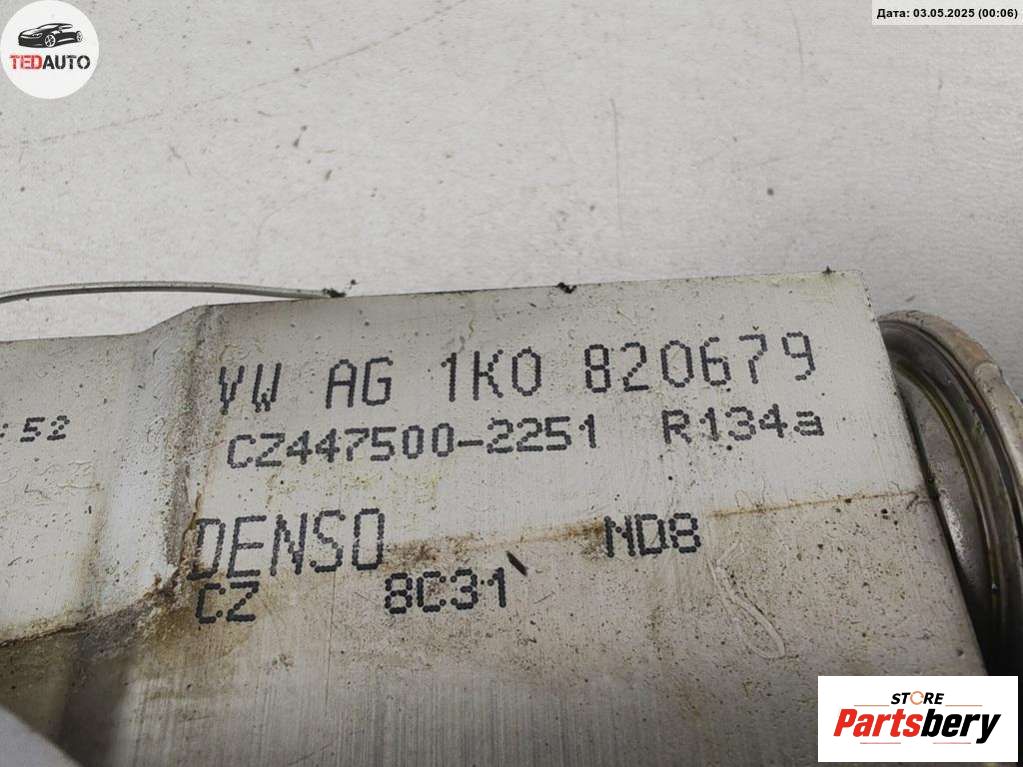 Дата: 03.05.2025 (00:06)
TEDAUTO
VW AG 1K0 820679
CZ447500-2251 R134a
:52
DENSO ND8
CZ 8C31
STORE
Partsbery